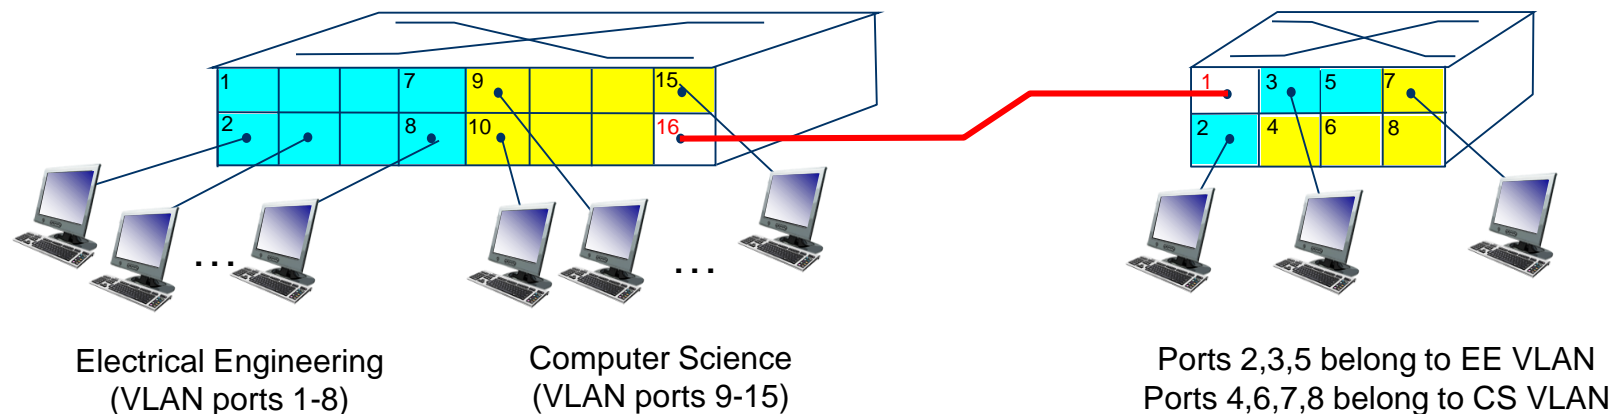 1 7 9 15
2 8 10 16
1 3 5 7
2 4 6 8
...
...
Electrical Engineering
(VLAN ports 1-8)
Computer Science
(VLAN ports 9-15)
Ports 2,3,5 belong to EE VLAN
Ports 4,6,7,8 belong to CS VLAN